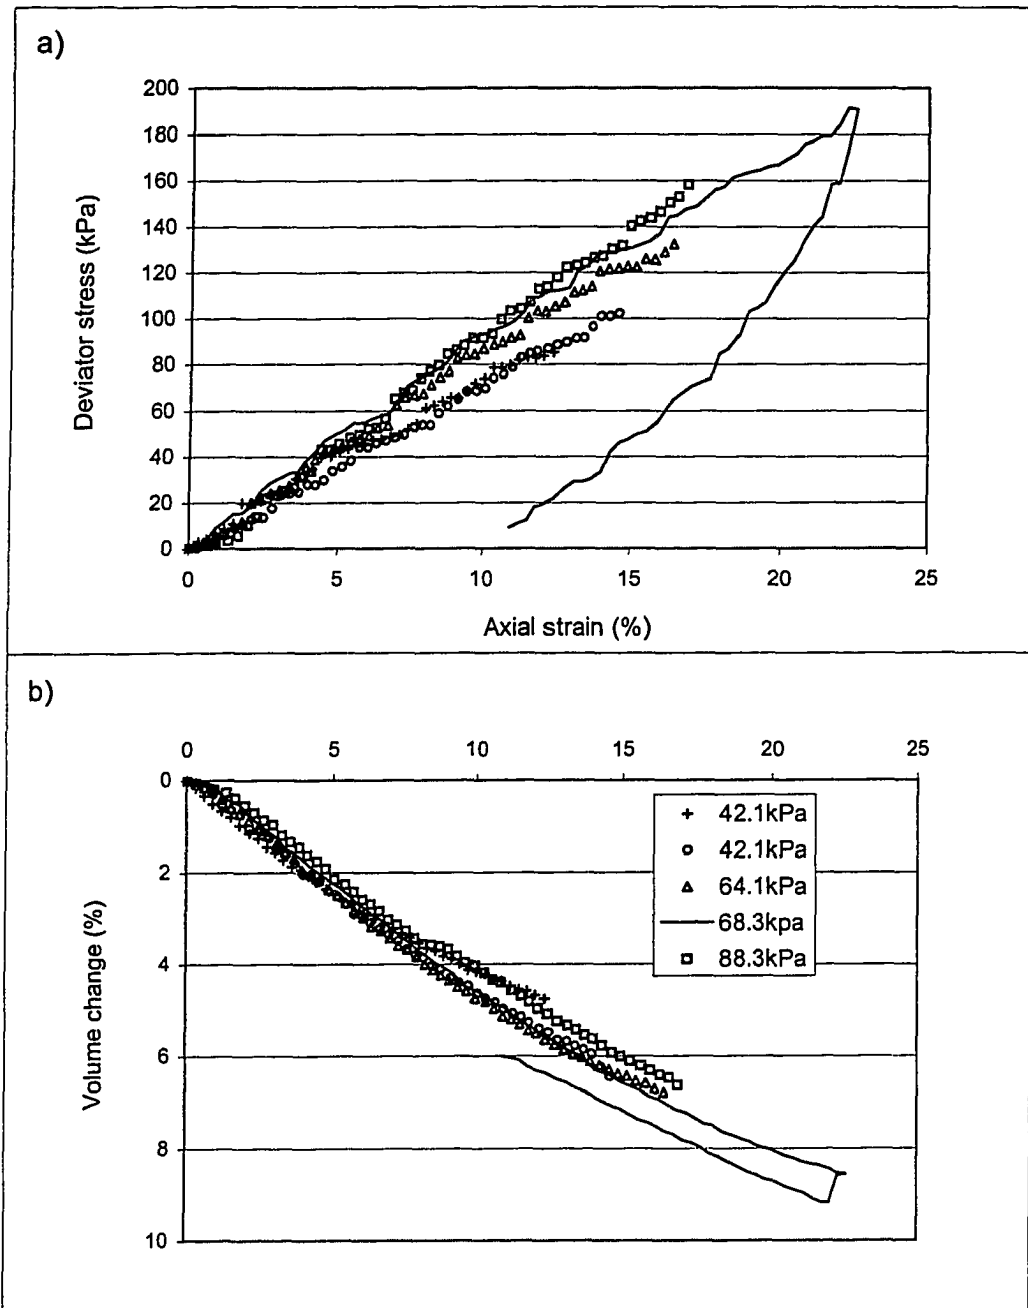 a)
200
180
160
140
120
100
80
60
40
20
0
Deviator stress (kPa)
0 5 10 15 20 25
Axial strain (%)
b)
0 5 10 15 20 25
0
2
4
6
8
10
Volume change (%)
42.1kPa
42.1kPa
64.1kPa
68.3kpa
88.3kPa